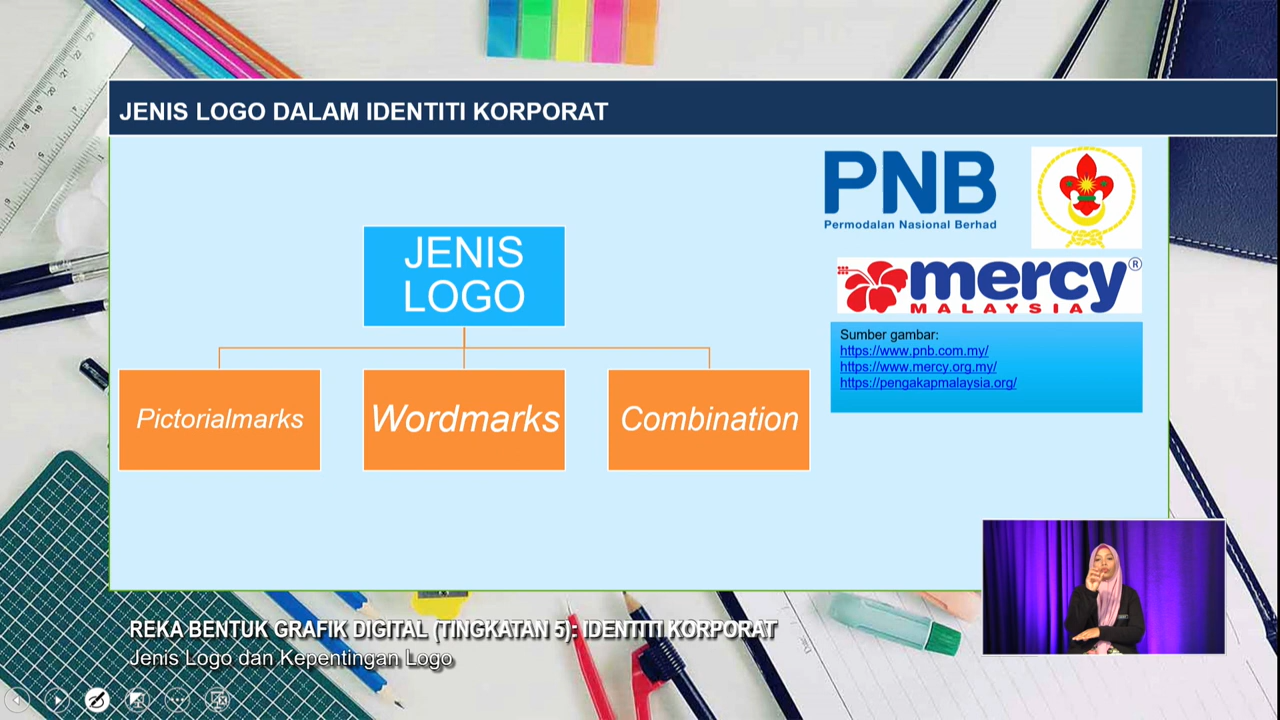 JENIS LOGO DALAM IDENTITI KORPORAT
PNB
Permodalan Nasional Berhad
mercy®
MALAYSIA
JENIS
LOGO
Sumber gambar:
https://www.pnb.com.my/
https://www.mercy.org.my/
https://pengakapmalaysia.org/
Pictorialmarks
Wordmarks
Combination
REKA BENTUK GRAFIK DIGITAL (TINGKATAN 5): IDENTITI KORPORAT
Jenis Logo dan Kepentingan Logo